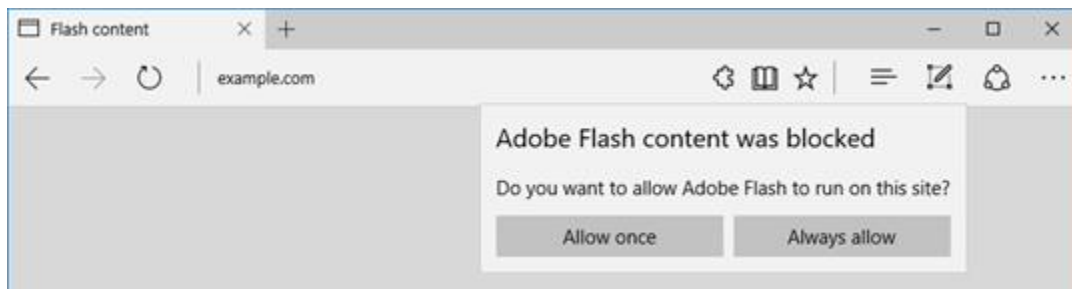 Flash content
example.com
Adobe Flash content was blocked
Do you want to allow Adobe Flash to run on this site?
Allow once
Always allow